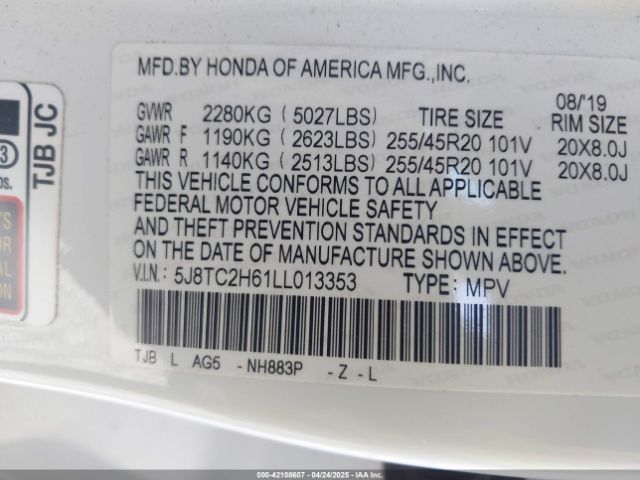 MFD.BY HONDA OF AMERICA MFG.,INC.
08/'19
GVWR 2280KG ( 5027LBS) TIRE SIZE RIM SIZE
GAWR F 1190KG ( 2623LBS) 255/45R20 101V 20X8.0J
GAWR R 1140KG ( 2513LBS) 255/45R20 101V 20X8.0J
THIS VEHICLE CONFORMS TO ALL APPLICABLE
FEDERAL MOTOR VEHICLE SAFETY
AND THEFT PREVENTION STANDARDS IN EFFECT
ON THE DATE OF MANUFACTURE SHOWN ABOVE.
V.I.N.: 5J8TC2H61LL013353 TYPE: MPV
TJB L AG5 - NH883P - Z - L
TJB JC
000-42108607 - 04/24/2025 - IAAI.COM